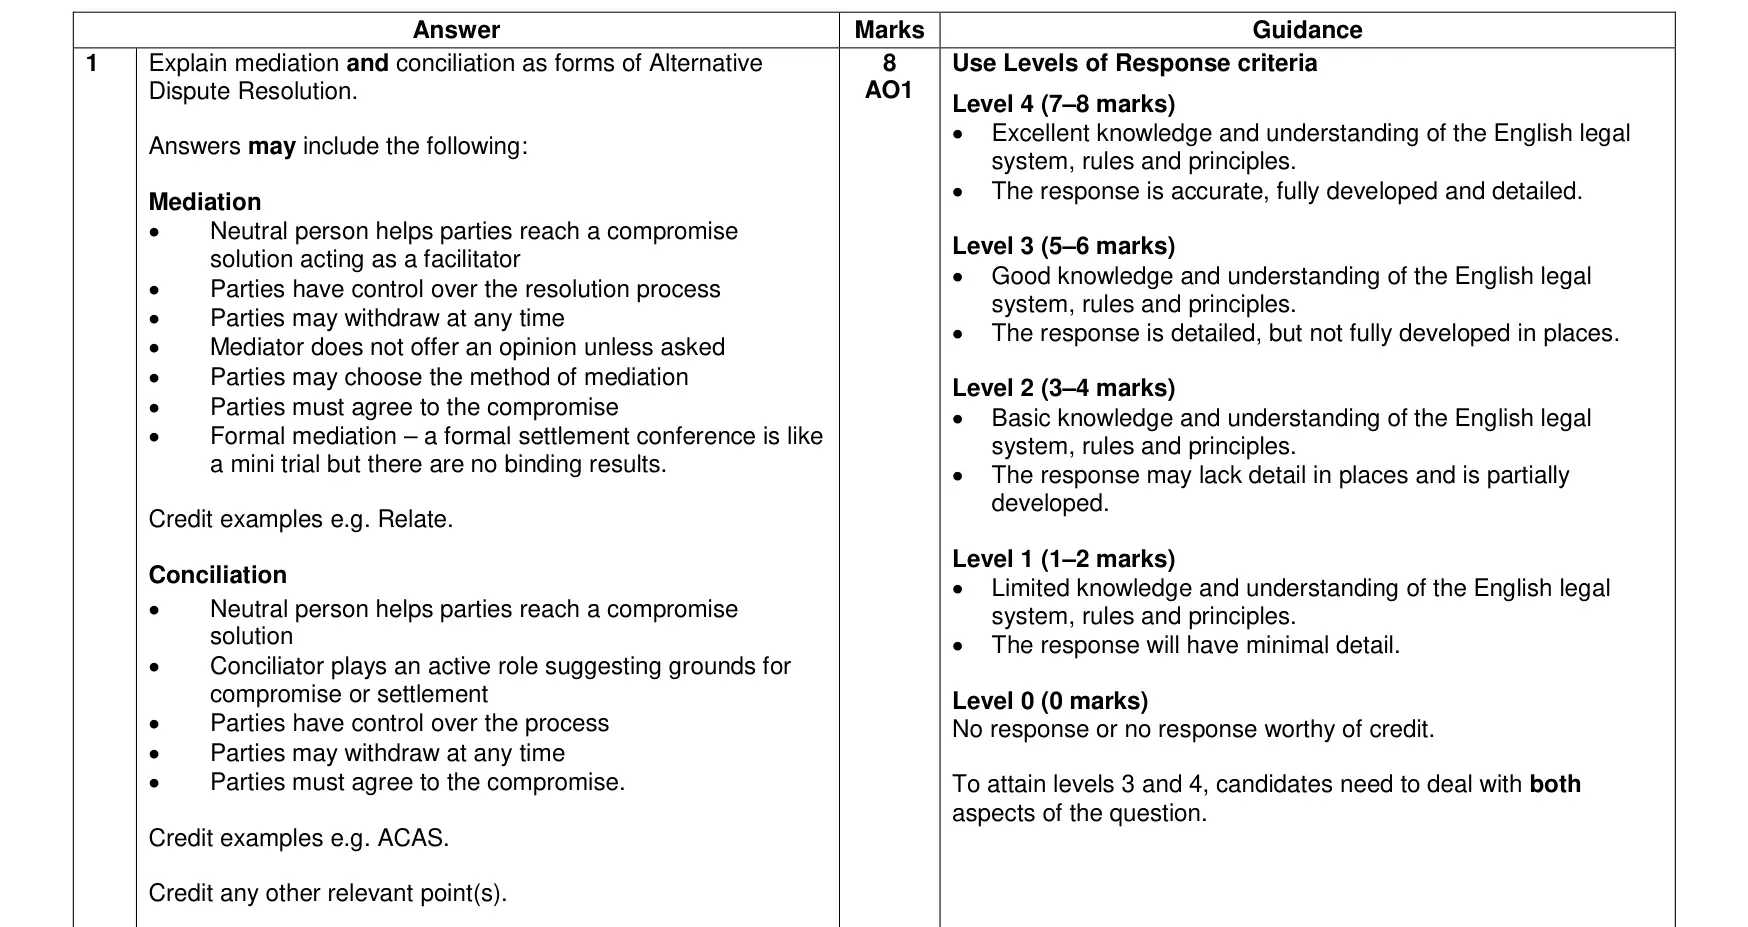 Answer Marks Guidance
1 Explain mediation and conciliation as forms of Alternative
Dispute Resolution.
Answers may include the following:
Mediation
• Neutral person helps parties reach a compromise
solution acting as a facilitator
• Parties have control over the resolution process
• Parties may withdraw at any time
• Mediator does not offer an opinion unless asked
• Parties may choose the method of mediation
• Parties must agree to the compromise
• Formal mediation – a formal settlement conference is like
a mini trial but there are no binding results.
Credit examples e.g. Relate.
Conciliation
• Neutral person helps parties reach a compromise
solution
• Conciliator plays an active role suggesting grounds for
compromise or settlement
• Parties have control over the process
• Parties may withdraw at any time
• Parties must agree to the compromise.
Credit examples e.g. ACAS.
Credit any other relevant point(s).
8
AO1
Use Levels of Response criteria
Level 4 (7–8 marks)
• Excellent knowledge and understanding of the English legal
system, rules and principles.
• The response is accurate, fully developed and detailed.
Level 3 (5–6 marks)
• Good knowledge and understanding of the English legal
system, rules and principles.
• The response is detailed, but not fully developed in places.
Level 2 (3–4 marks)
• Basic knowledge and understanding of the English legal
system, rules and principles.
• The response may lack detail in places and is partially
developed.
Level 1 (1–2 marks)
• Limited knowledge and understanding of the English legal
system, rules and principles.
• The response will have minimal detail.
Level 0 (0 marks)
No response or no response worthy of credit.
To attain levels 3 and 4, candidates need to deal with both
aspects of the question.